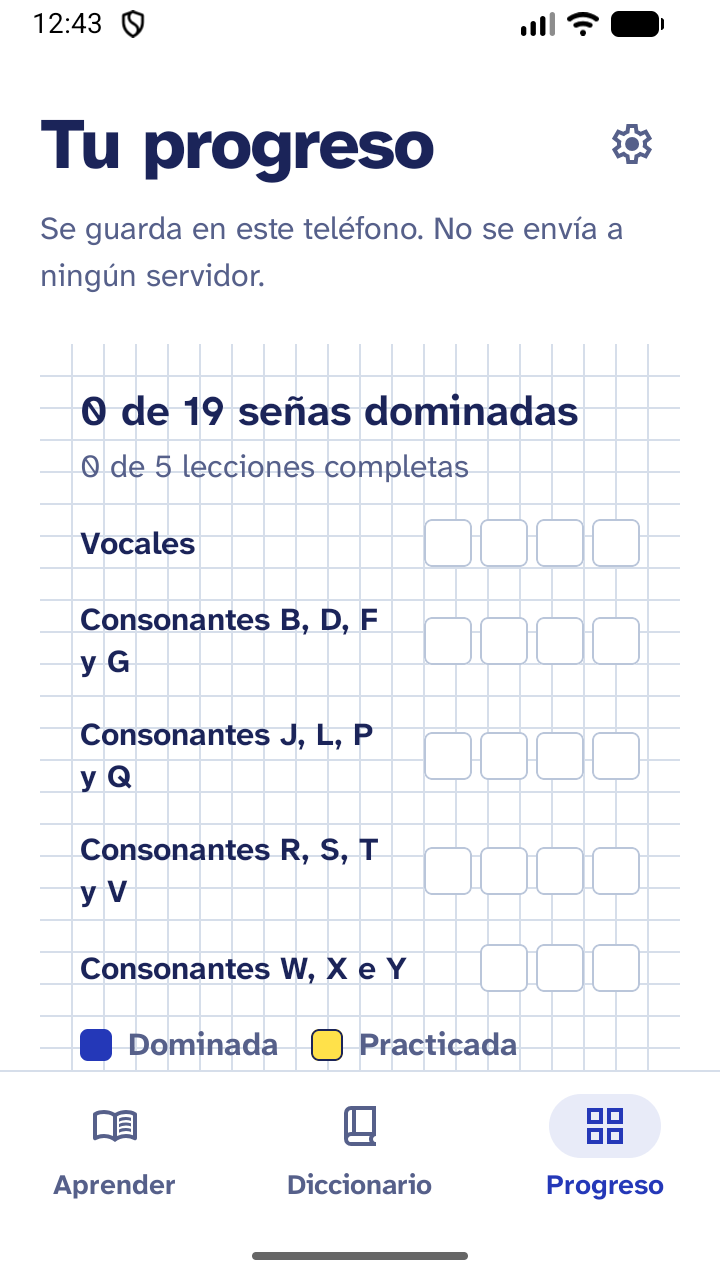 12:43
Tu progreso
Se guarda en este teléfono. No se envía a
ningún servidor.
0 de 19 señas dominadas
0 de 5 lecciones completas
Vocales
Consonantes B, D, F
y G
Consonantes J, L, P
y Q
Consonantes R, S, T
y V
Consonantes W, X e Y
Dominada Practicada
Aprender Diccionario Progreso